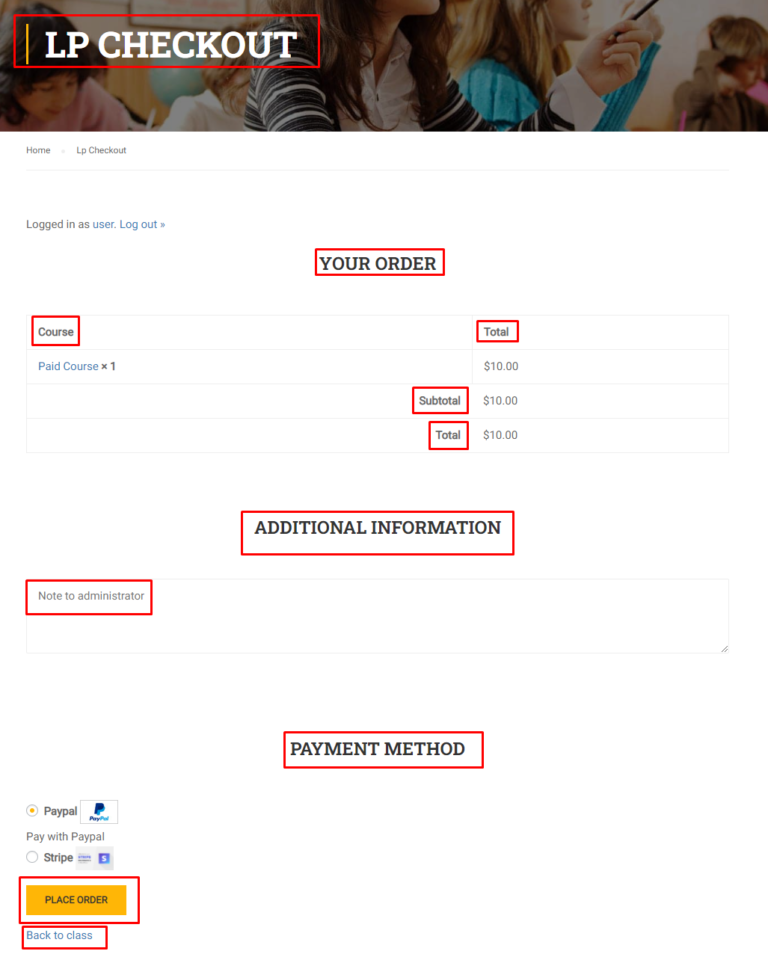 LP CHECKOUT
Home » Lp Checkout
Logged in as user. Log out »
YOUR ORDER
Course Total
Paid Course × 1 $10.00
Subtotal $10.00
Total $10.00
ADDITIONAL INFORMATION
Note to administrator
PAYMENT METHOD
Paypal PayPal
Pay with Paypal
Stripe S
PLACE ORDER
Back to class